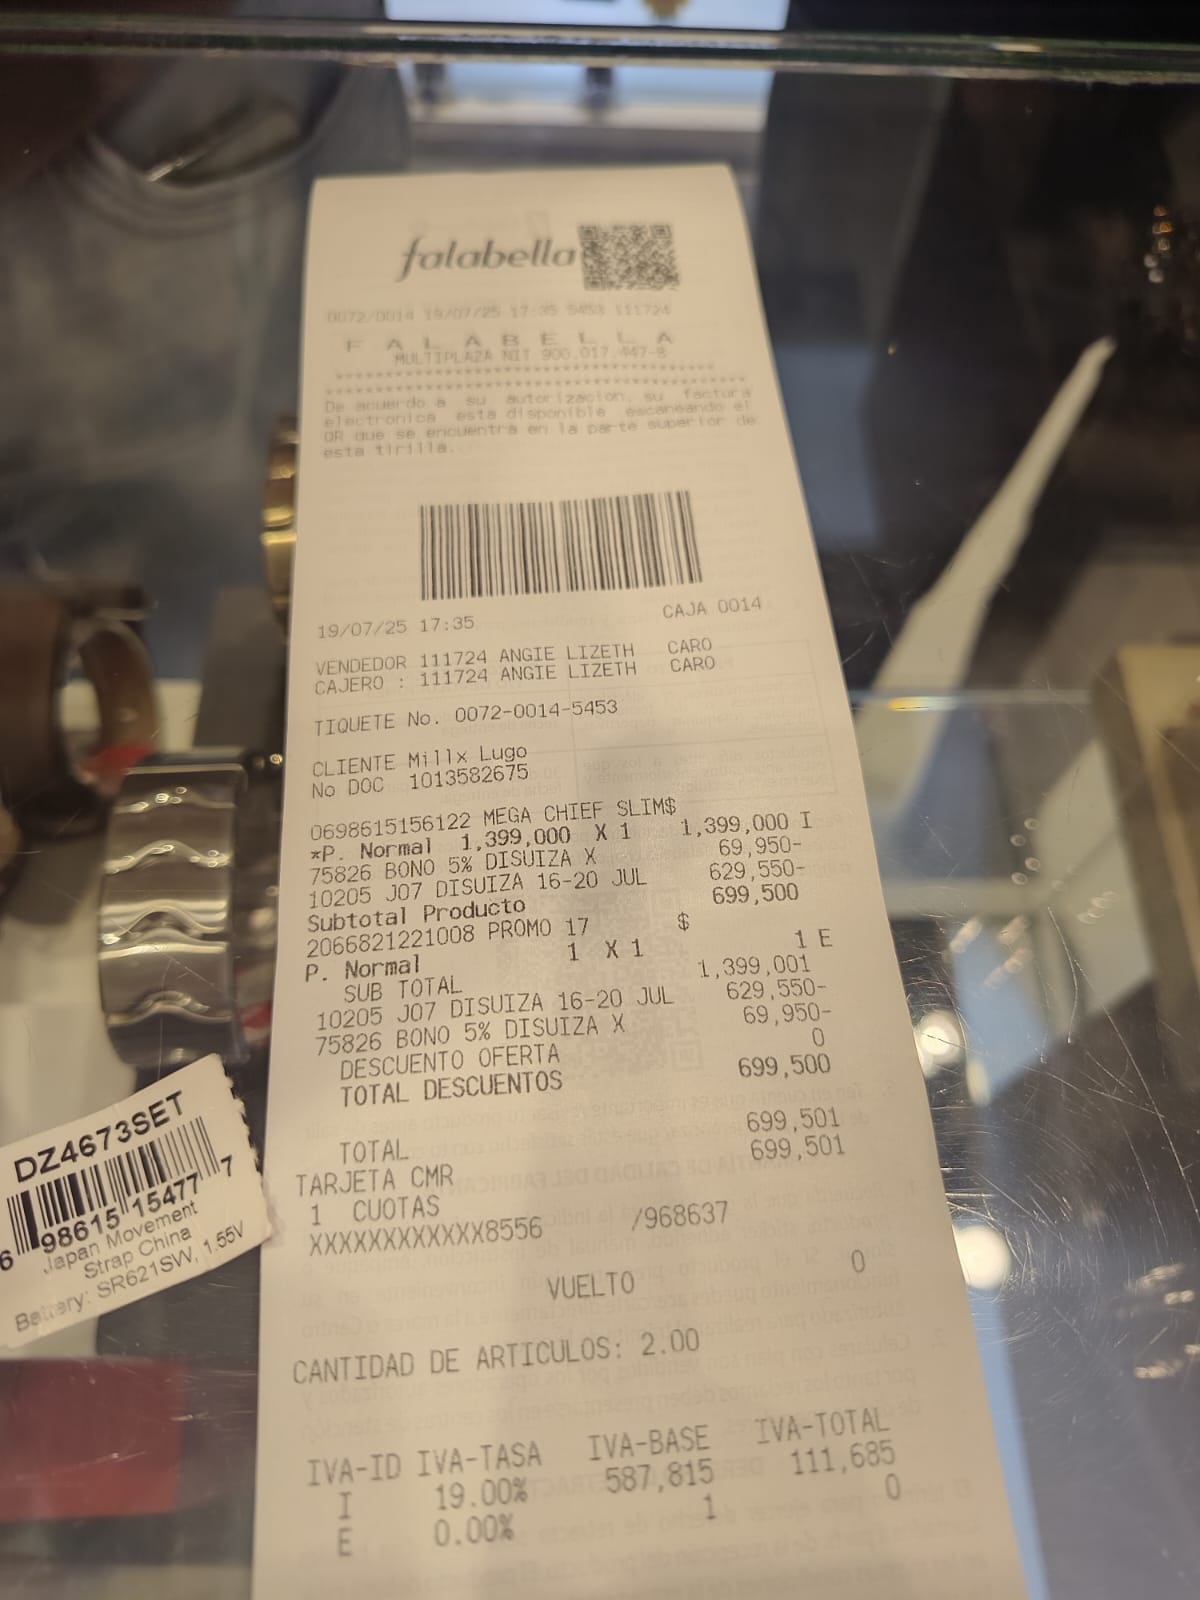 falabella
0072/0014 19/07/25 17:35 5453 111724
F A L A B E L L A
MULTIPLAZA NIT 900.017.447-8
De acuerdo a su autorizacion, su factura
electronica esta disponible escaneando el
QR que se encuentra en la parte superior de
esta tirilla.
19/07/25 17:35 CAJA 0014
VENDEDOR 111724 ANGIE LIZETH CARO
CAJERO : 111724 ANGIE LIZETH CARO
TIQUETE No. 0072-0014-5453
CLIENTE Millx Lugo
No DOC 1013582675
0698615156122 MEGA CHIEF SLIM$
*P. Normal 1,399,000 X 1 1,399,000 I
75826 BONO 5% DISUIZA X 69,950-
10205 J07 DISUIZA 16-20 JUL 629,550-
Subtotal Producto 699,500
2066821221008 PROMO 17 $
P. Normal 1 X 1 1 E
SUB TOTAL 1,399,001
10205 J07 DISUIZA 16-20 JUL 629,550-
75826 BONO 5% DISUIZA X 69,950-
DESCUENTO OFERTA 0
TOTAL DESCUENTOS 699,500
TOTAL 699,501
TARJETA CMR 699,501
1 CUOTAS
XXXXXXXXXXXX8556 /968637
VUELTO 0
CANTIDAD DE ARTICULOS: 2.00
IVA-ID IVA-TASA IVA-BASE IVA-TOTAL
I 19.00% 587,815 111,685
E 0.00% 1 0
DZ4673SET
6 98615 15477 7
Japan Movement
Strap China
Battery: SR621SW, 1.55V